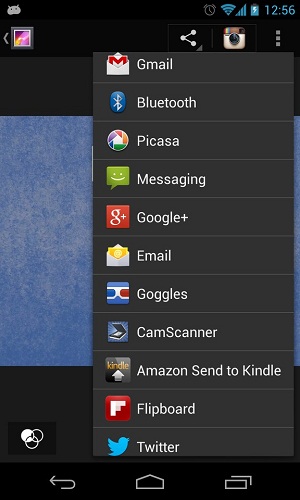 12:56
Gmail
Bluetooth
Picasa
Messaging
g+ Google+
Email
Goggles
CamScanner
kindle Amazon Send to Kindle
Flipboard
Twitter